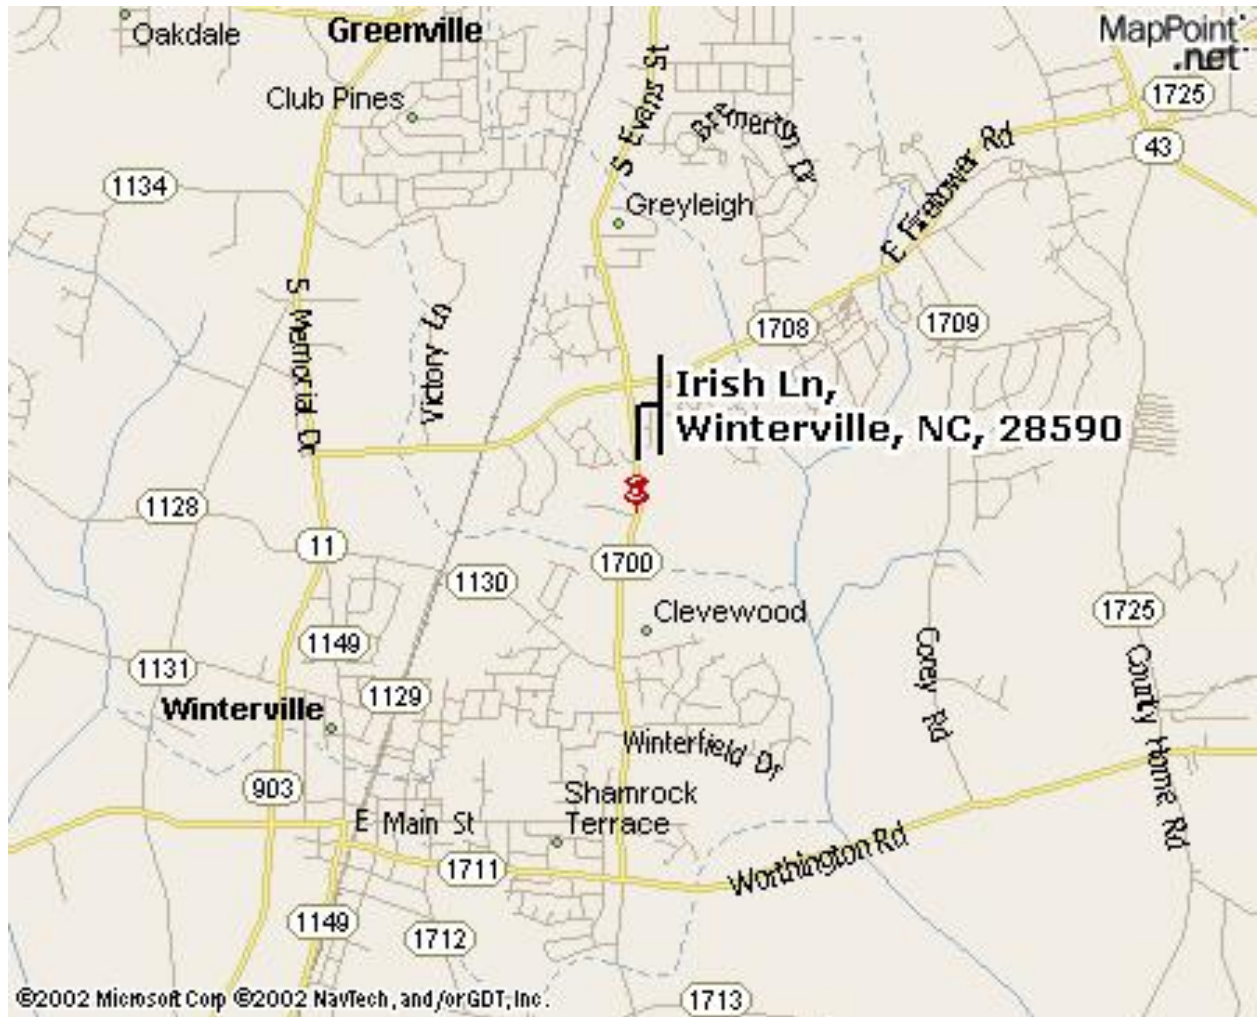 Oakdale
Greenville
MapPoint
.net
Club Pines
S Evans St
Bremerton Dr
1725
43
E Firetower Rd
1134
Greyleigh
S Memorial Dr
Victory Ln
1708
1709
Irish Ln,
Winterville, NC, 28590
1128
11
1700
1130
Clevewood
1725
1149
1131
1129
Corey Rd
County Home Rd
Winterville
Winterfield Dr
903
Shamrock
Terrace
E Main St
1711
Worthington Rd
1149
1712
1713
©2002 Microsoft Corp ©2002 NavTech, and/or GDT, Inc.